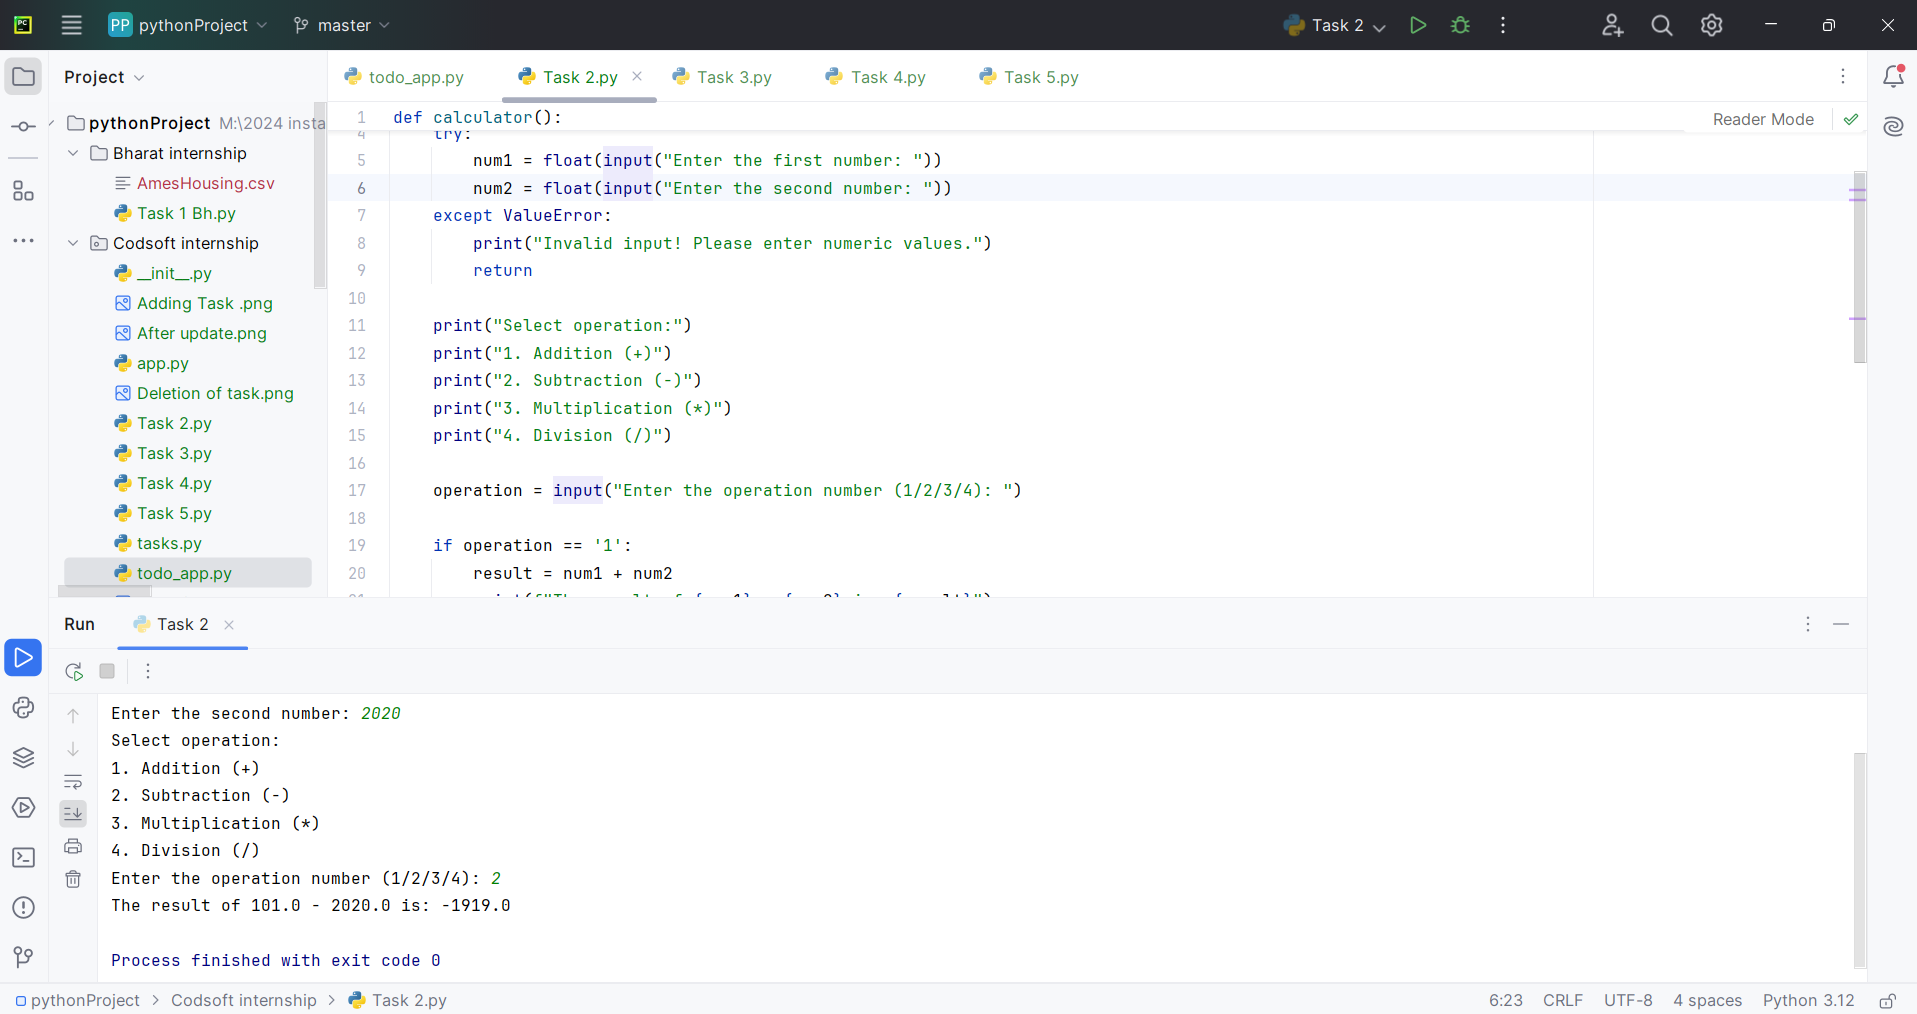 PC
PP pythonProject
master
Task 2
Project
todo_app.py
Task 2.py
Task 3.py
Task 4.py
Task 5.py
pythonProject M:\2024 insta
Bharat internship
AmesHousing.csv
Task 1 Bh.py
Codsoft internship
__init__.py
Adding Task .png
After update.png
app.py
Deletion of task.png
Task 2.py
Task 3.py
Task 4.py
Task 5.py
tasks.py
todo_app.py
Reader Mode
1 def calculator():
4 try:
5 num1 = float(input("Enter the first number: "))
6 num2 = float(input("Enter the second number: "))
7 except ValueError:
8 print("Invalid input! Please enter numeric values.")
9 return
10
11 print("Select operation:")
12 print("1. Addition (+)")
13 print("2. Subtraction (-)")
14 print("3. Multiplication (*)")
15 print("4. Division (/)")
16
17 operation = input("Enter the operation number (1/2/3/4): ")
18
19 if operation == '1':
20 result = num1 + num2
Run
Task 2
Enter the second number: 2020
Select operation:
1. Addition (+)
2. Subtraction (-)
3. Multiplication (*)
4. Division (/)
Enter the operation number (1/2/3/4): 2
The result of 101.0 - 2020.0 is: -1919.0
Process finished with exit code 0
pythonProject > Codsoft internship > Task 2.py
6:23 CRLF UTF-8 4 spaces Python 3.12